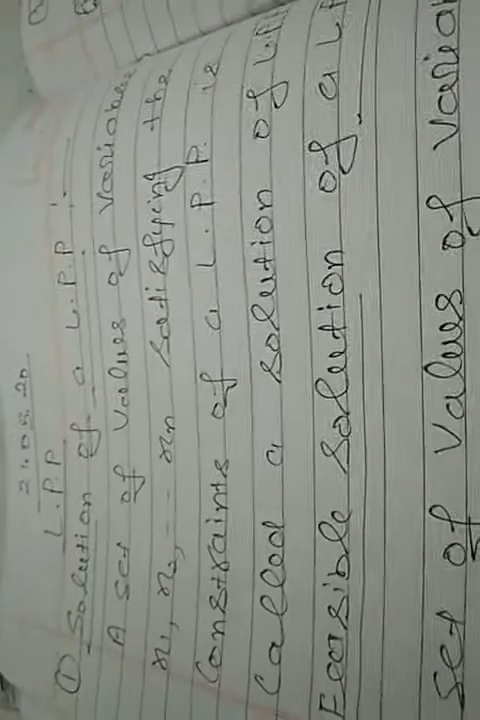 21.05.20
L.P.P
① Solution of a L.P.P :
A set of values of variables
x1, x2, -- xn satisfying the
Constraints of a L.P.P. is
Called a solution of
Feasible Solution of a
Set of values of